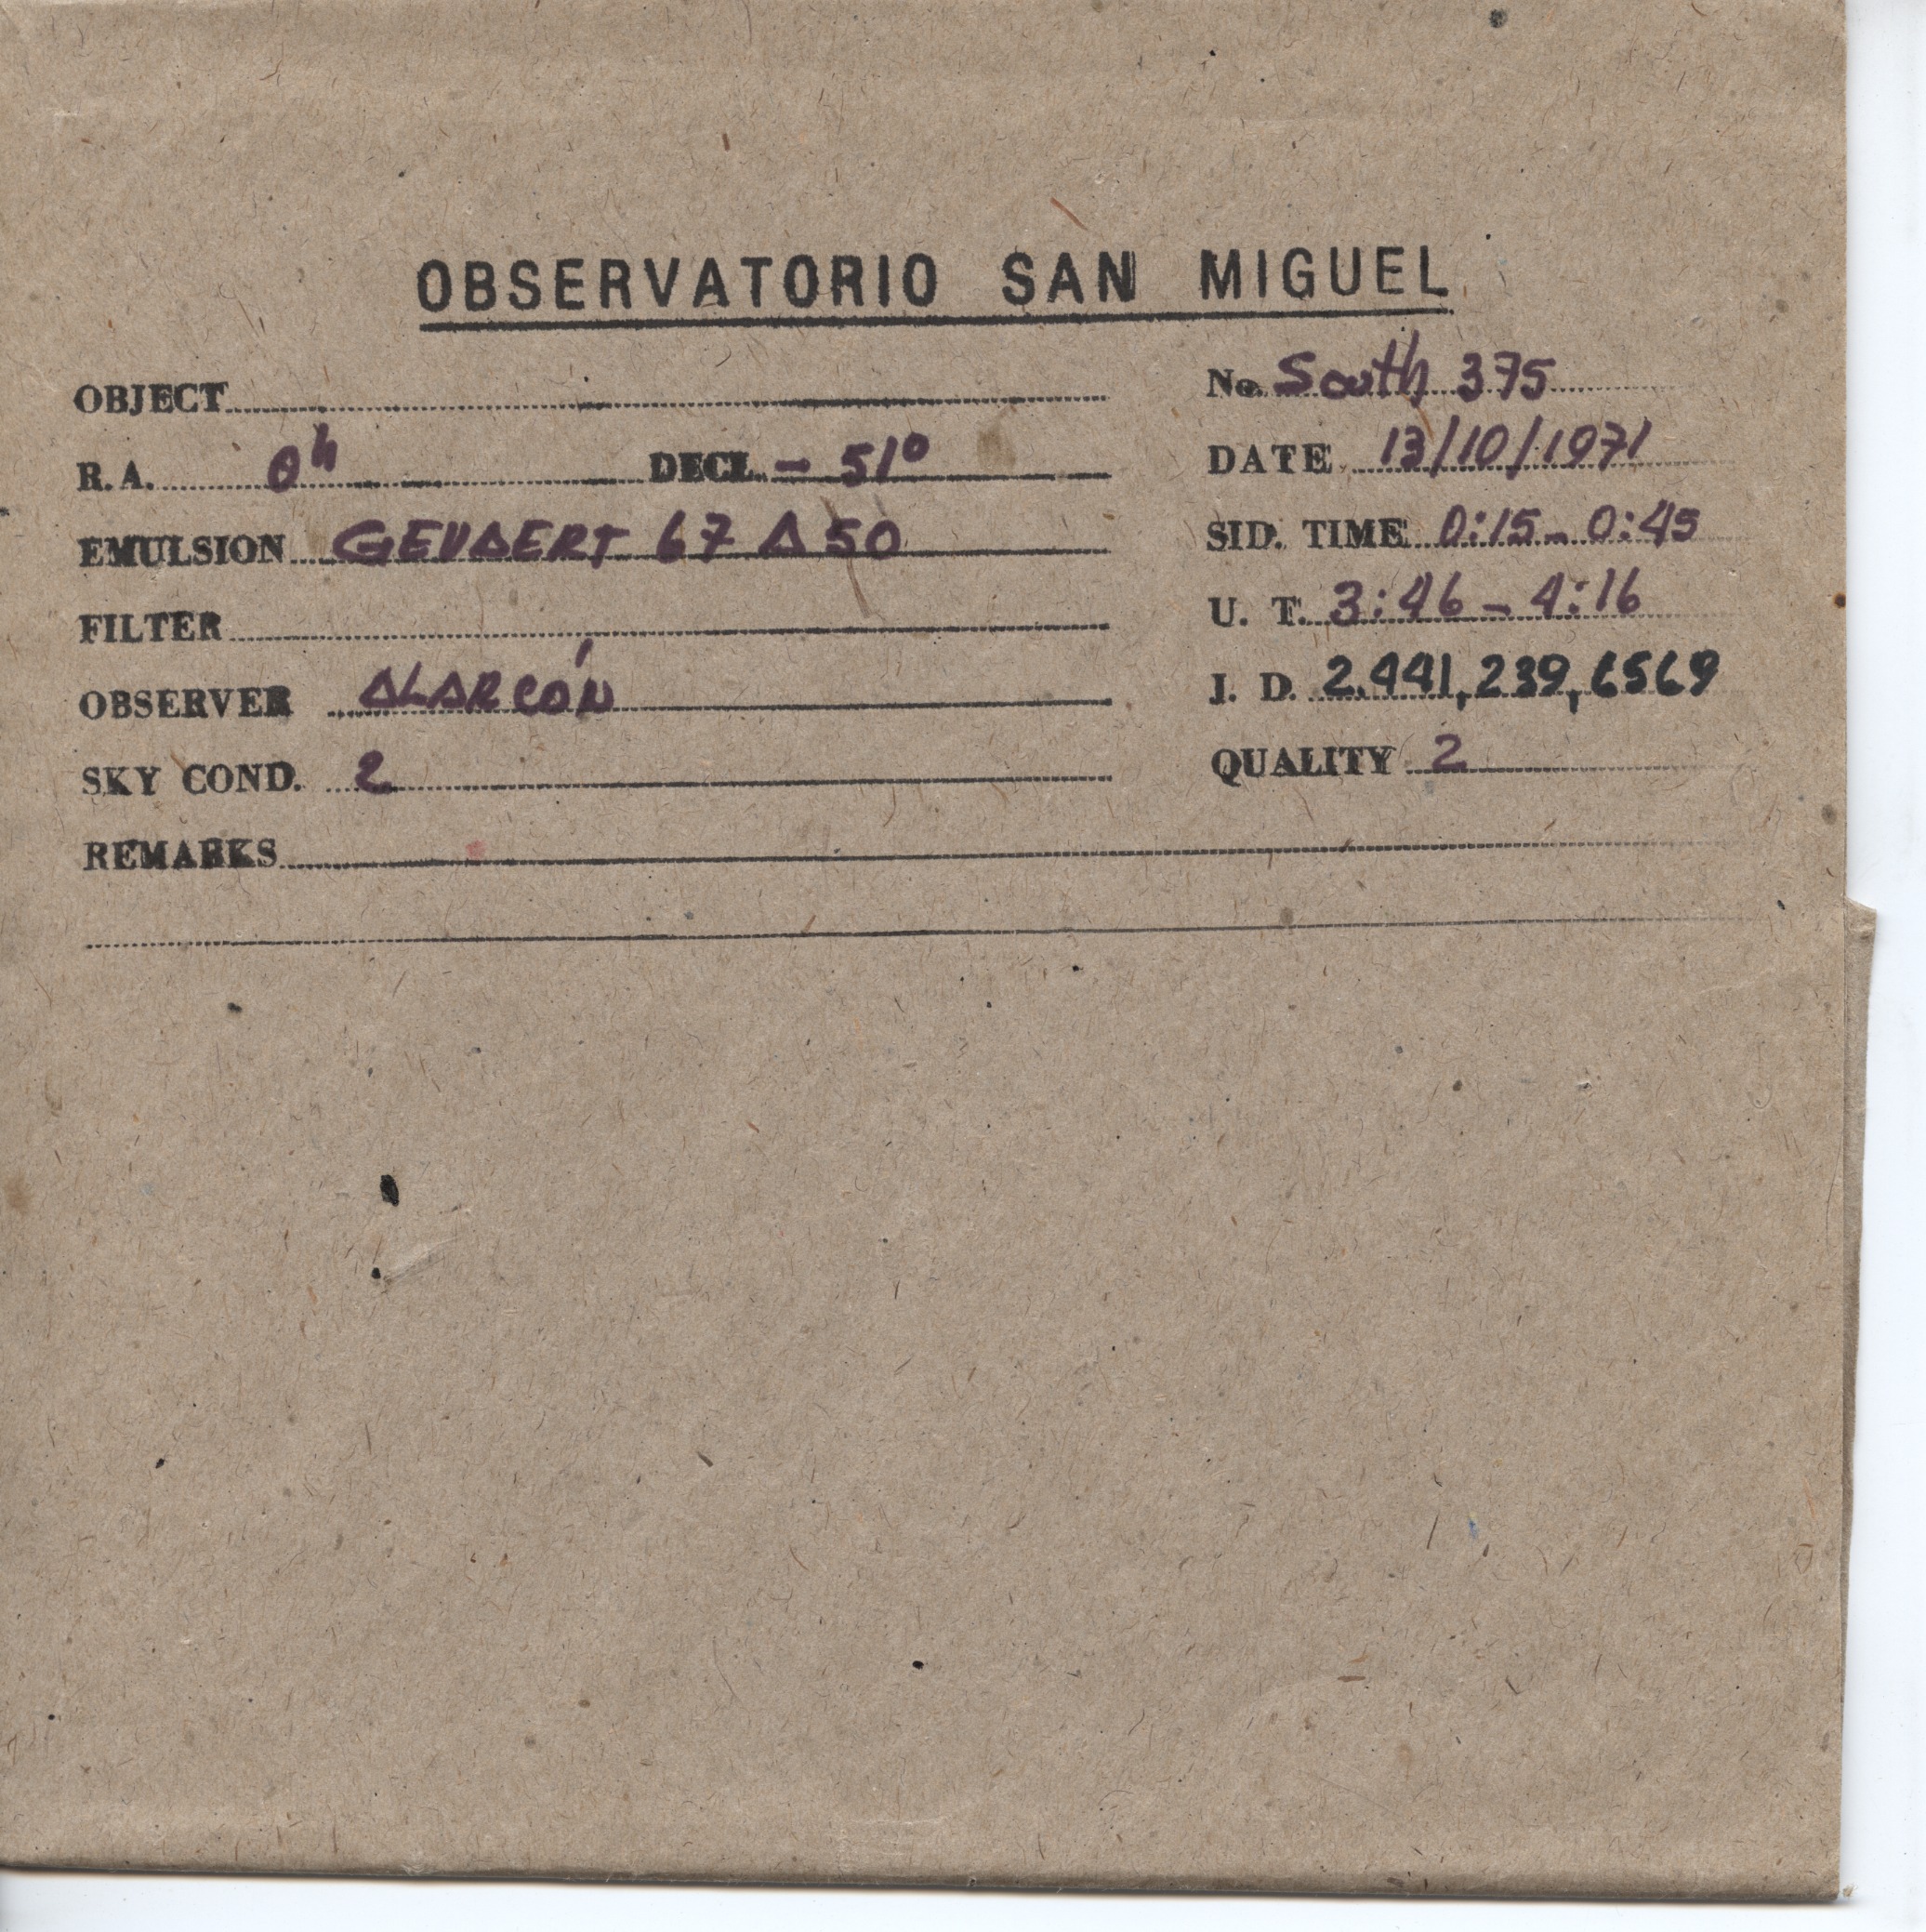 OBSERVATORIO SAN MIGUEL
OBJECT
No. South 375
R.A. 0h DECL. - 51°
DATE 13/10/1971
EMULSION GEVAERT 67 A 50
SID. TIME 0:15 - 0:45
FILTER
U. T. 3:46 - 4:16
OBSERVER ALARCÓN
J. D. 2.441,239,6569
SKY COND. 2
QUALITY 2
REMARKS